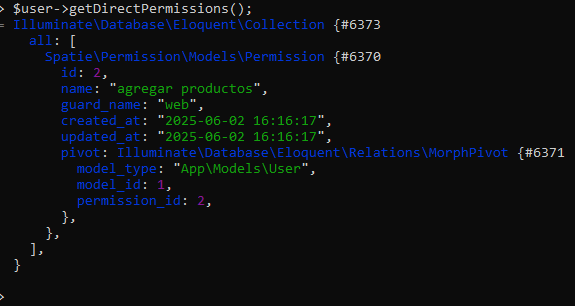 > $user->getDirectPermissions();
= Illuminate\Database\Eloquent\Collection {#6373
    all: [
      Spatie\Permission\Models\Permission {#6370
        id: 2,
        name: "agregar productos",
        guard_name: "web",
        created_at: "2025-06-02 16:16:17",
        updated_at: "2025-06-02 16:16:17",
        pivot: Illuminate\Database\Eloquent\Relations\MorphPivot {#6371
          model_type: "App\Models\User",
          model_id: 1,
          permission_id: 2,
        },
      },
    ],
  }
>